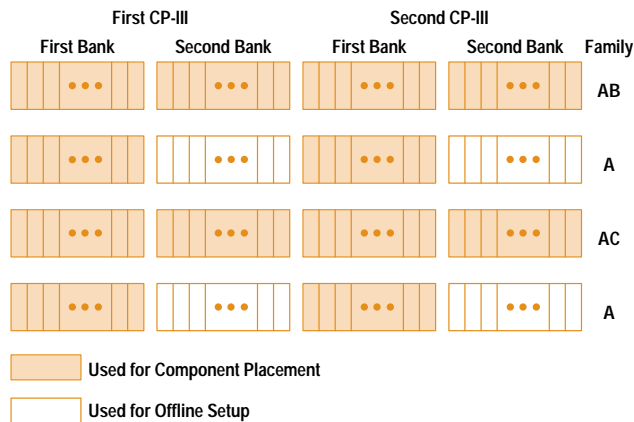 First CP-III Second CP-III
First Bank Second Bank First Bank Second Bank Family
AB
A
AC
A
Used for Component Placement
Used for Offline Setup